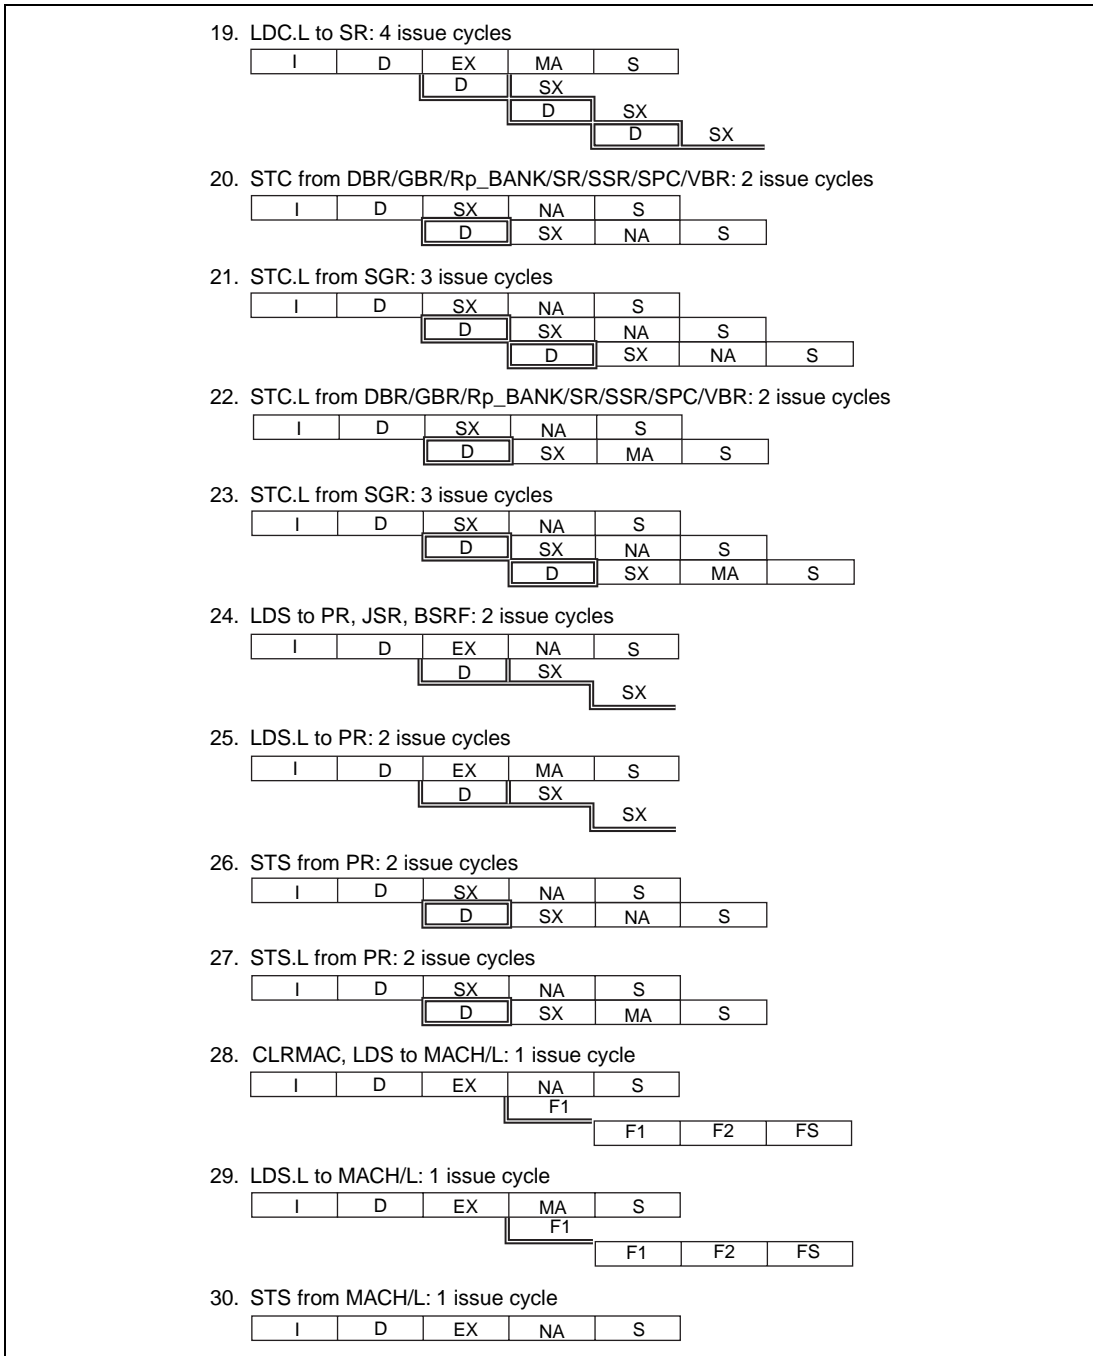 19. LDC.L to SR: 4 issue cycles
I D EX MA S
D SX
D SX
D SX
20. STC from DBR/GBR/Rp_BANK/SR/SSR/SPC/VBR: 2 issue cycles
I D SX NA S
D SX NA S
21. STC.L from SGR: 3 issue cycles
I D SX NA S
D SX NA S
D SX NA S
22. STC.L from DBR/GBR/Rp_BANK/SR/SSR/SPC/VBR: 2 issue cycles
I D SX NA S
D SX MA S
23. STC.L from SGR: 3 issue cycles
I D SX NA S
D SX NA S
D SX MA S
24. LDS to PR, JSR, BSRF: 2 issue cycles
I D EX NA S
D SX
SX
25. LDS.L to PR: 2 issue cycles
I D EX MA S
D SX
SX
26. STS from PR: 2 issue cycles
I D SX NA S
D SX NA S
27. STS.L from PR: 2 issue cycles
I D SX NA S
D SX MA S
28. CLRMAC, LDS to MACH/L: 1 issue cycle
I D EX NA S
F1
F1 F2 FS
29. LDS.L to MACH/L: 1 issue cycle
I D EX MA S
F1
F1 F2 FS
30. STS from MACH/L: 1 issue cycle
I D EX NA S